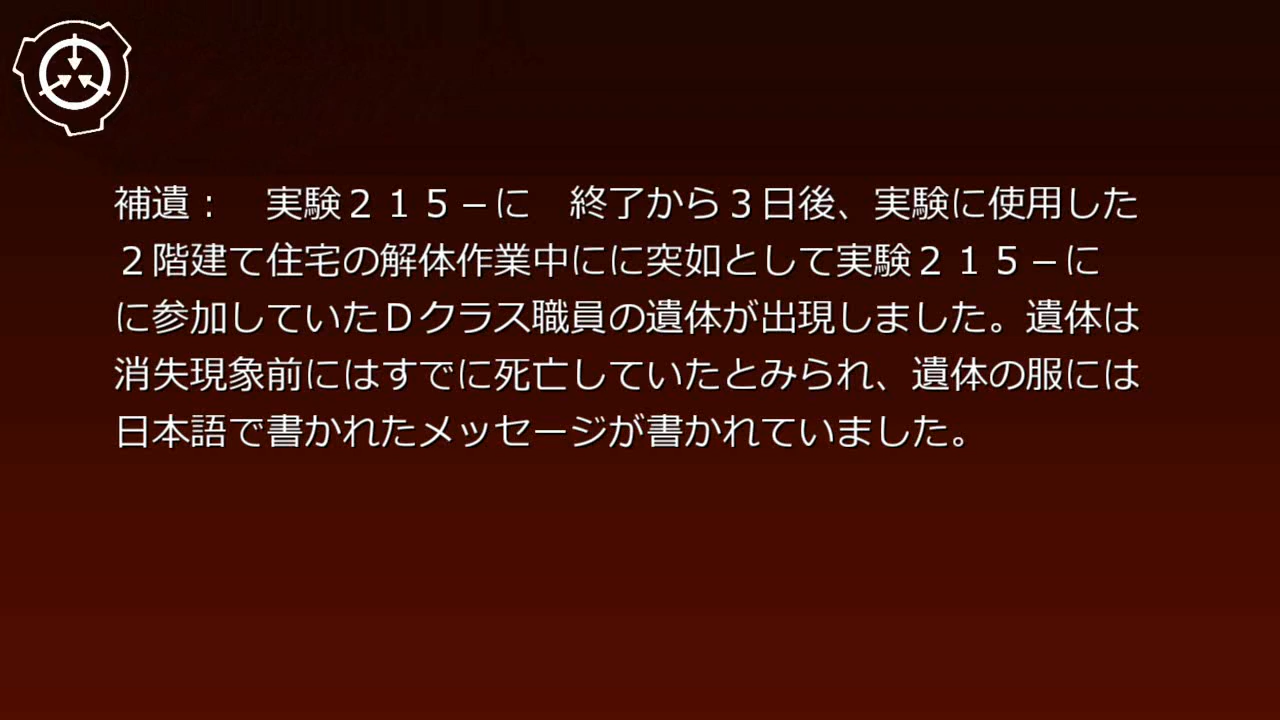 補遺：　実験２１５－に　終了から３日後、実験に使用した
２階建て住宅の解体作業中にに突如として実験２１５－に
に参加していたＤクラス職員の遺体が出現しました。遺体は
消失現象前にはすでに死亡していたとみられ、遺体の服には
日本語で書かれたメッセージが書かれていました。